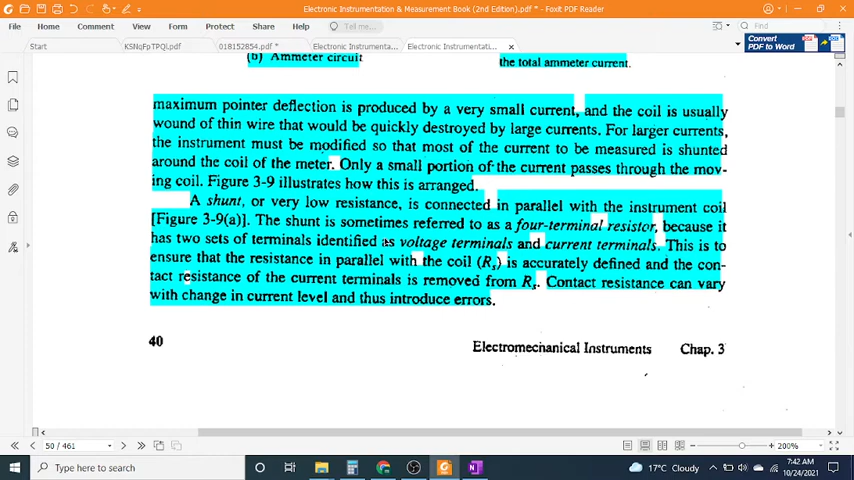 Electronic Instrumentation & Measurement Book (2nd Edition).pdf * - Foxit PDF Reader
File Home Comment View Form Protect Share Help Tell me... Find
Start KSNqFpTPQI.pdf 018152854.pdf * Electronic Instrumenta... Electronic Instrumentati...
Convert
PDF to Word
(b) Ammeter circuit the total ammeter current.
maximum pointer deflection is produced by a very small current, and the coil is usually
wound of thin wire that would be quickly destroyed by large currents. For larger currents,
the instrument must be modified so that most of the current to be measured is shunted
around the coil of the meter. Only a small portion of the current passes through the mov-
ing coil. Figure 3-9 illustrates how this is arranged.
A shunt, or very low resistance, is connected in parallel with the instrument coil
[Figure 3-9(a)]. The shunt is sometimes referred to as a four-terminal resistor, because it
has two sets of terminals identified as voltage terminals and current terminals. This is to
ensure that the resistance in parallel with the coil (Rs) is accurately defined and the con-
tact resistance of the current terminals is removed from Rs. Contact resistance can vary
with change in current level and thus introduce errors.
40 Electromechanical Instruments Chap. 3
50 / 461 200%
Type here to search 17°C Cloudy 7:42 AM
10/24/2021